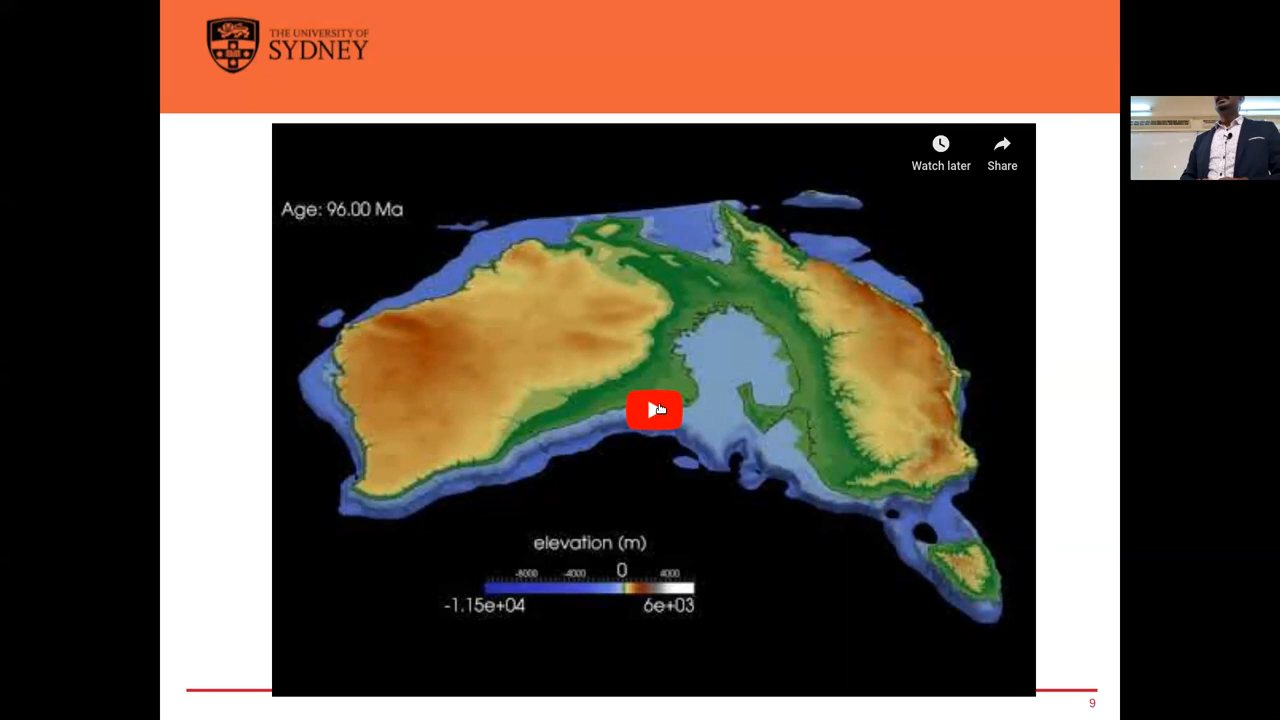 THE UNIVERSITY OF
SYDNEY
Watch later
Share
Age: 96.00 Ma
elevation (m)
-8000 -4000 0 4000
-1.15e+04 6e+03
9